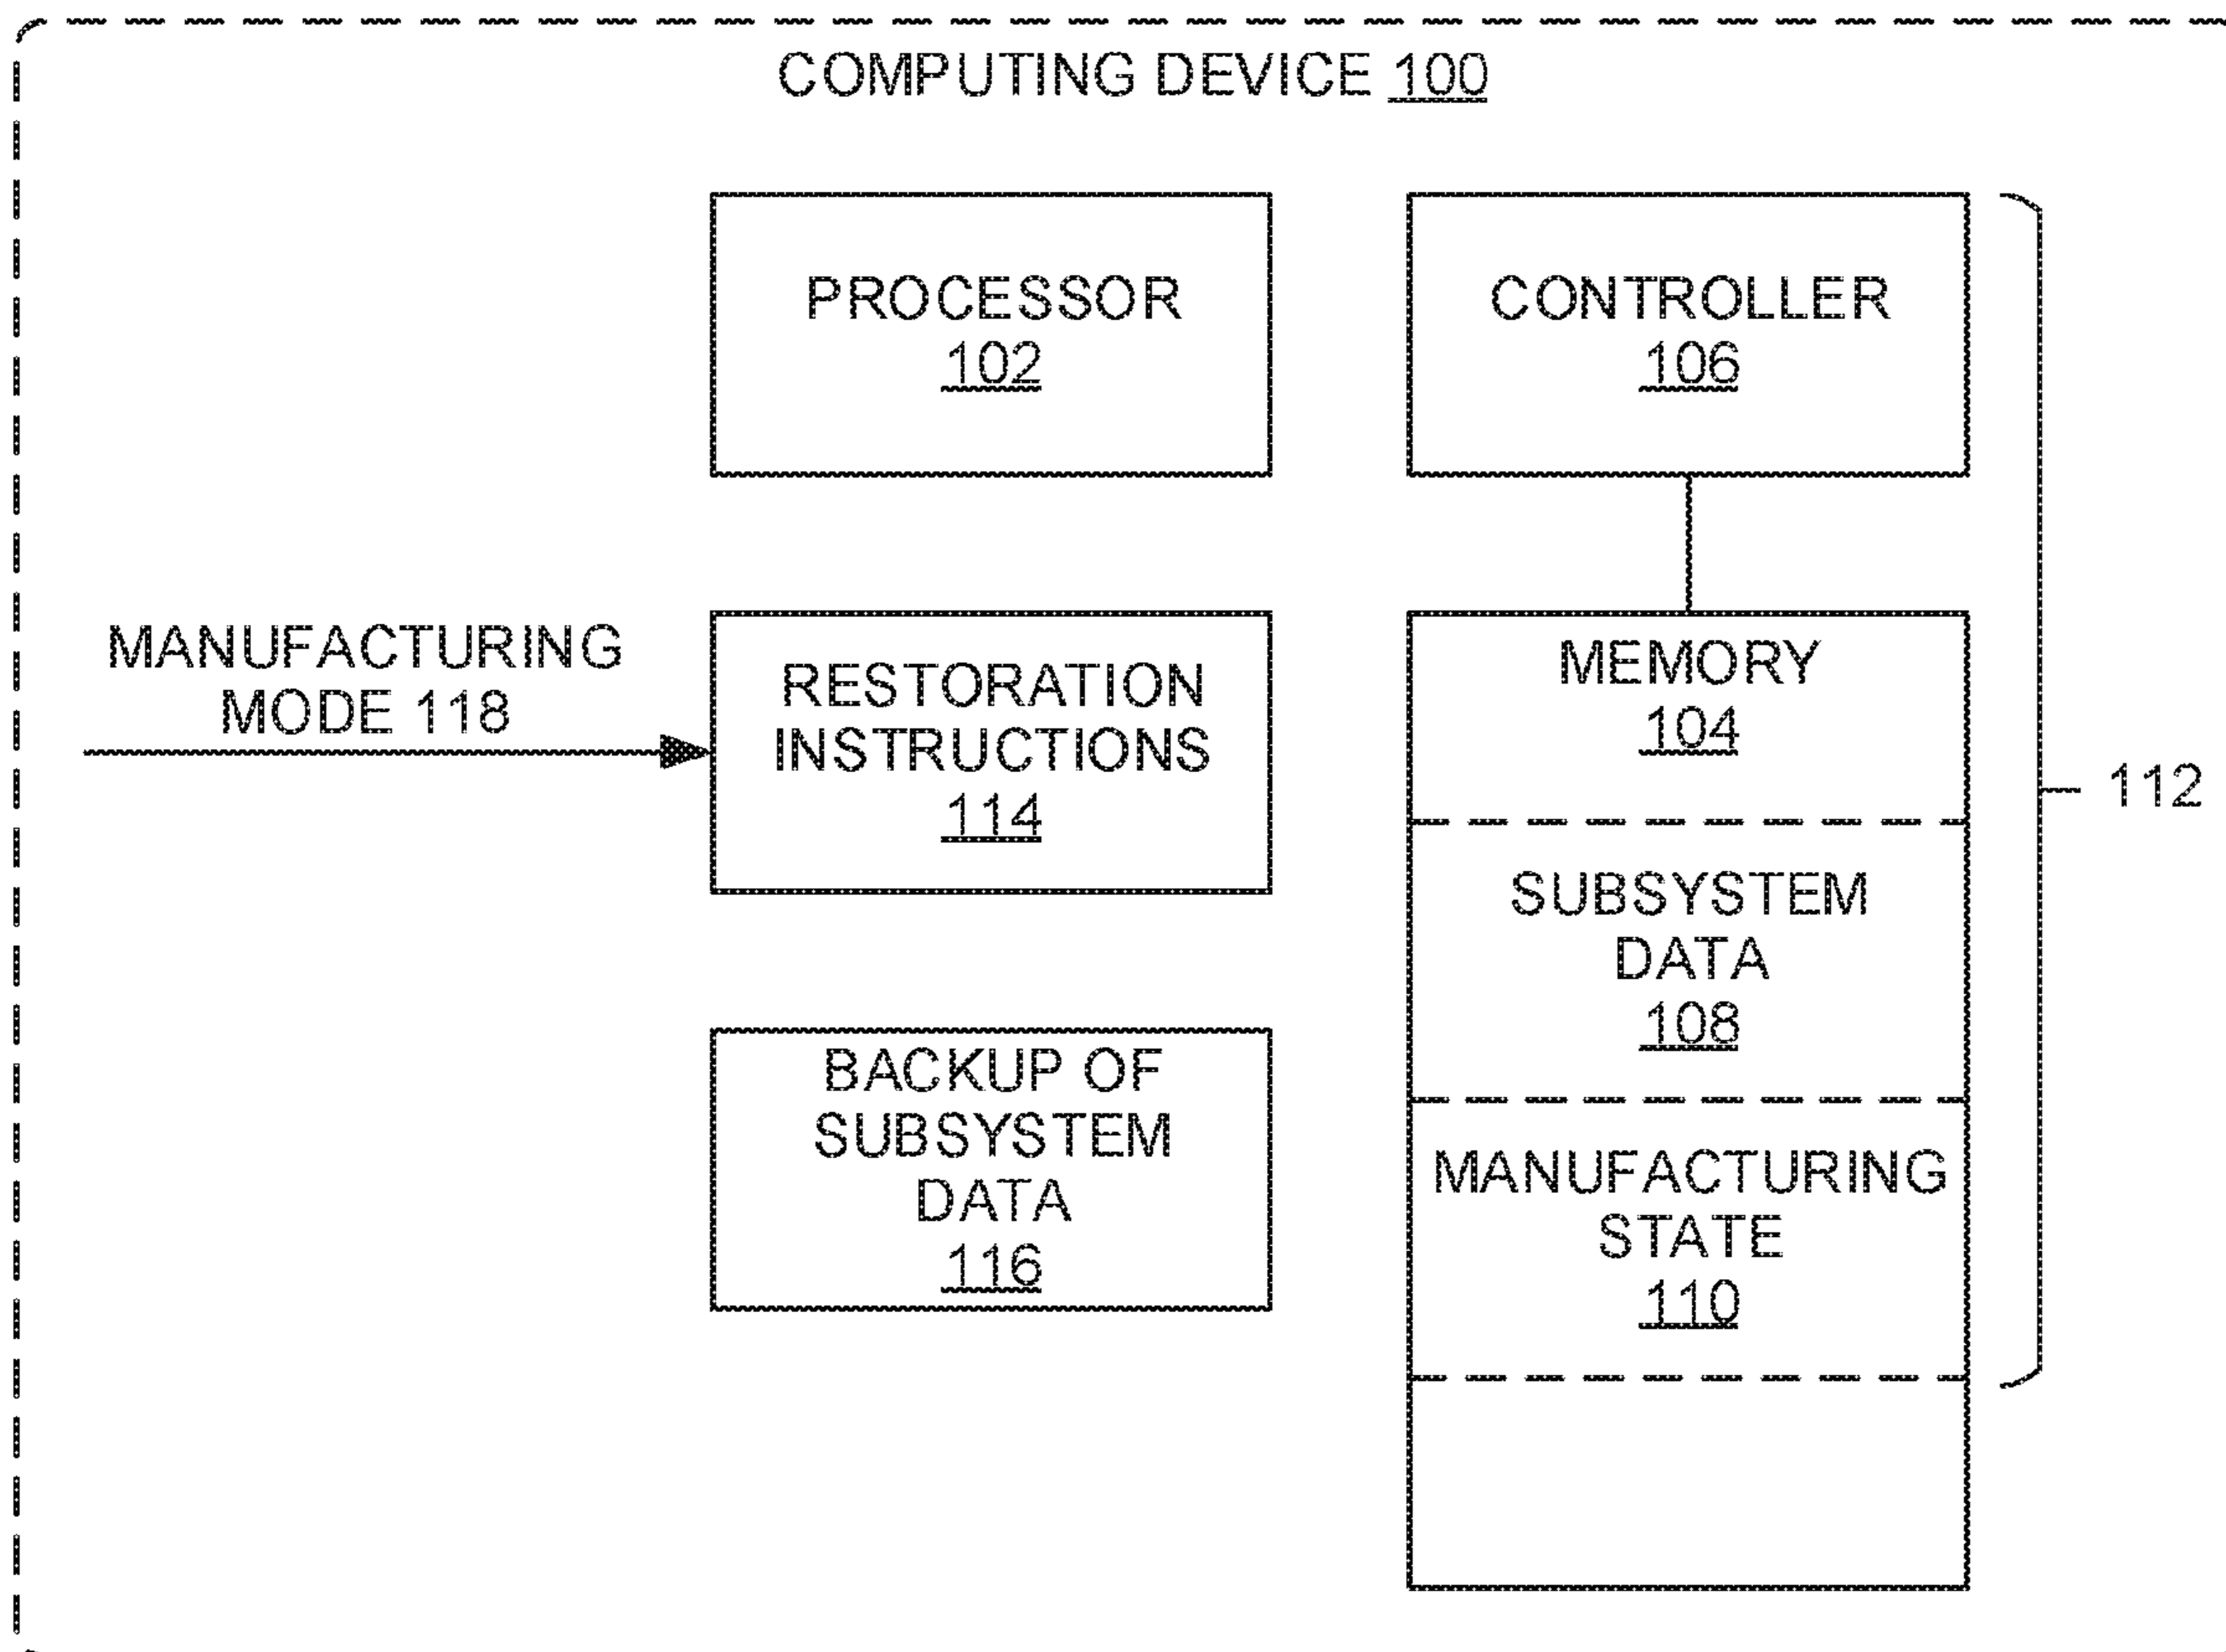 COMPUTING DEVICE 100
PROCESSOR
102
CONTROLLER
106
MANUFACTURING
MODE 118
RESTORATION
INSTRUCTIONS
114
MEMORY
104
112
SUBSYSTEM
DATA
108
BACKUP OF
SUBSYSTEM
DATA
116
MANUFACTURING
STATE
110